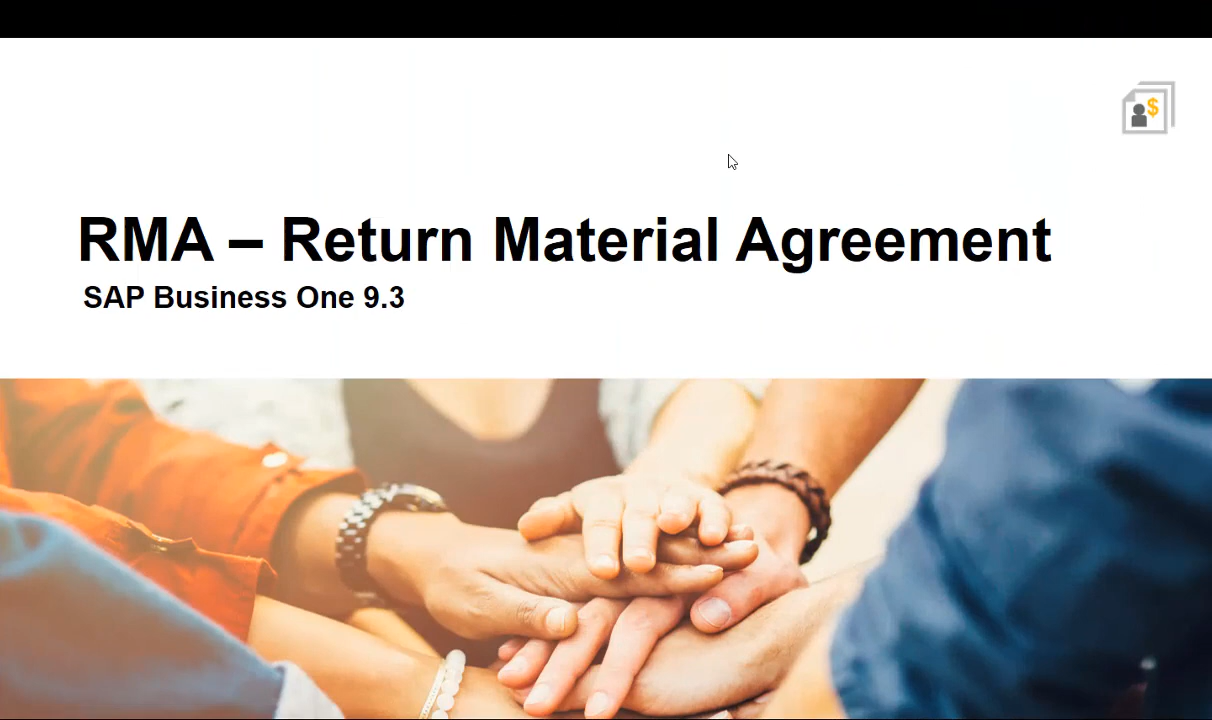 RMA – Return Material Agreement
SAP Business One 9.3